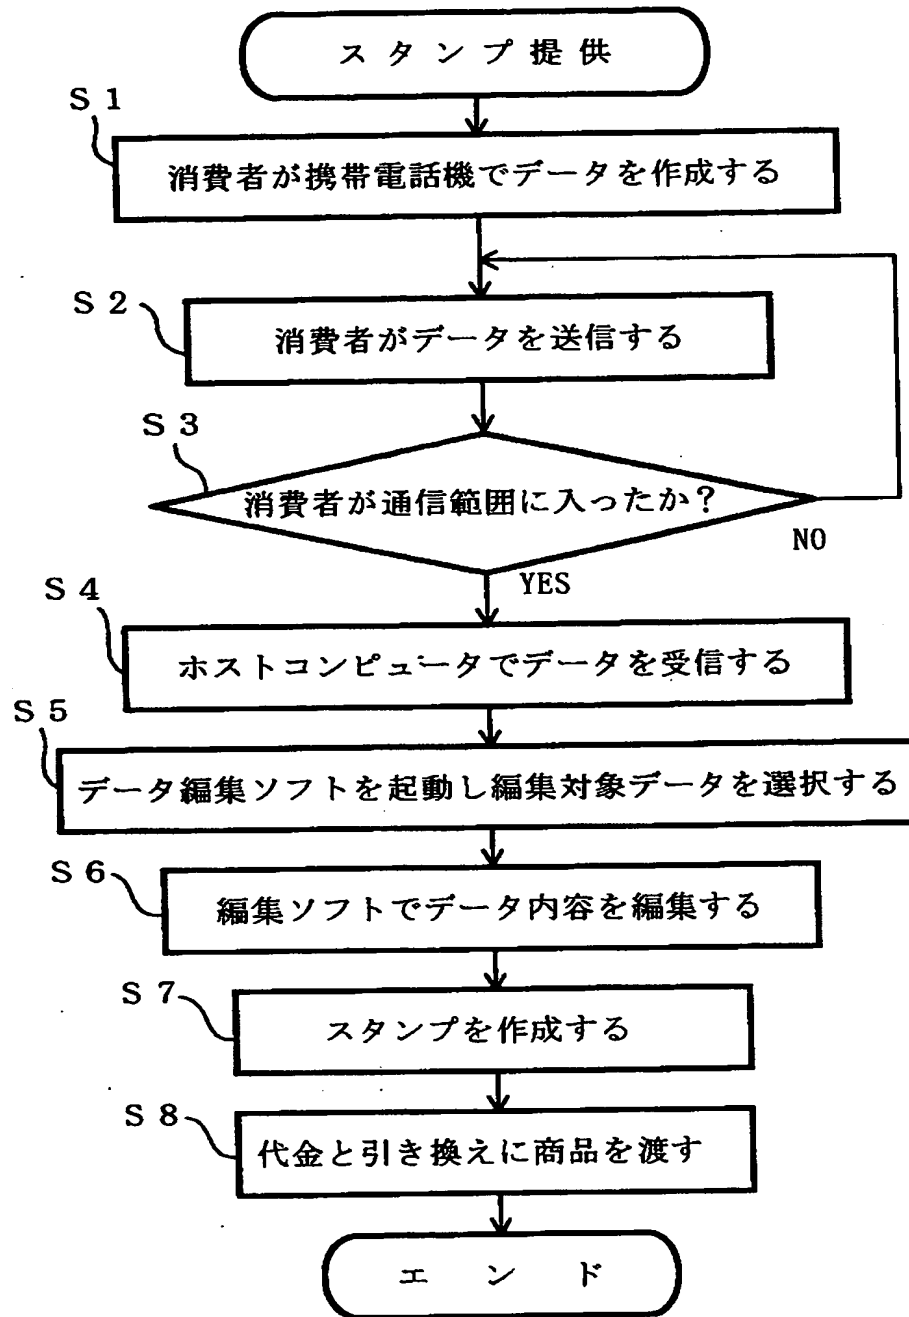 スタンプ提供
S1
消費者が携帯電話機でデータを作成する
S2
消費者がデータを送信する
S3
消費者が通信範囲に入ったか?
NO
YES
S4
ホストコンピュータでデータを受信する
S5
データ編集ソフトを起動し編集対象データを選択する
S6
編集ソフトでデータ内容を編集する
S7
スタンプを作成する
S8
代金と引き換えに商品を渡す
エンド